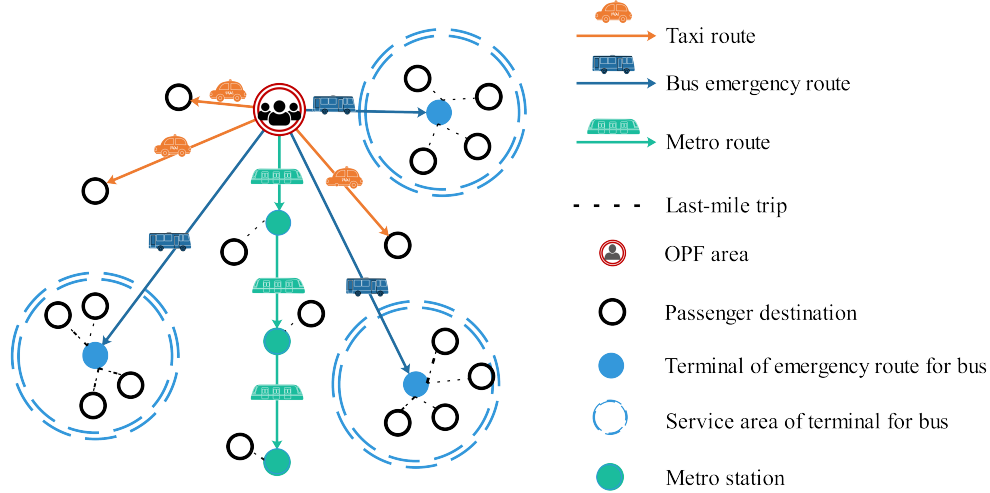 Taxi route
Bus emergency route
Metro route
Last-mile trip
OPF area
Passenger destination
Terminal of emergency route for bus
Service area of terminal for bus
Metro station